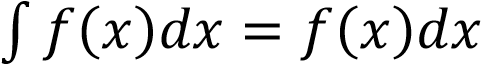 ∫ f(x)dx = f(x)dx